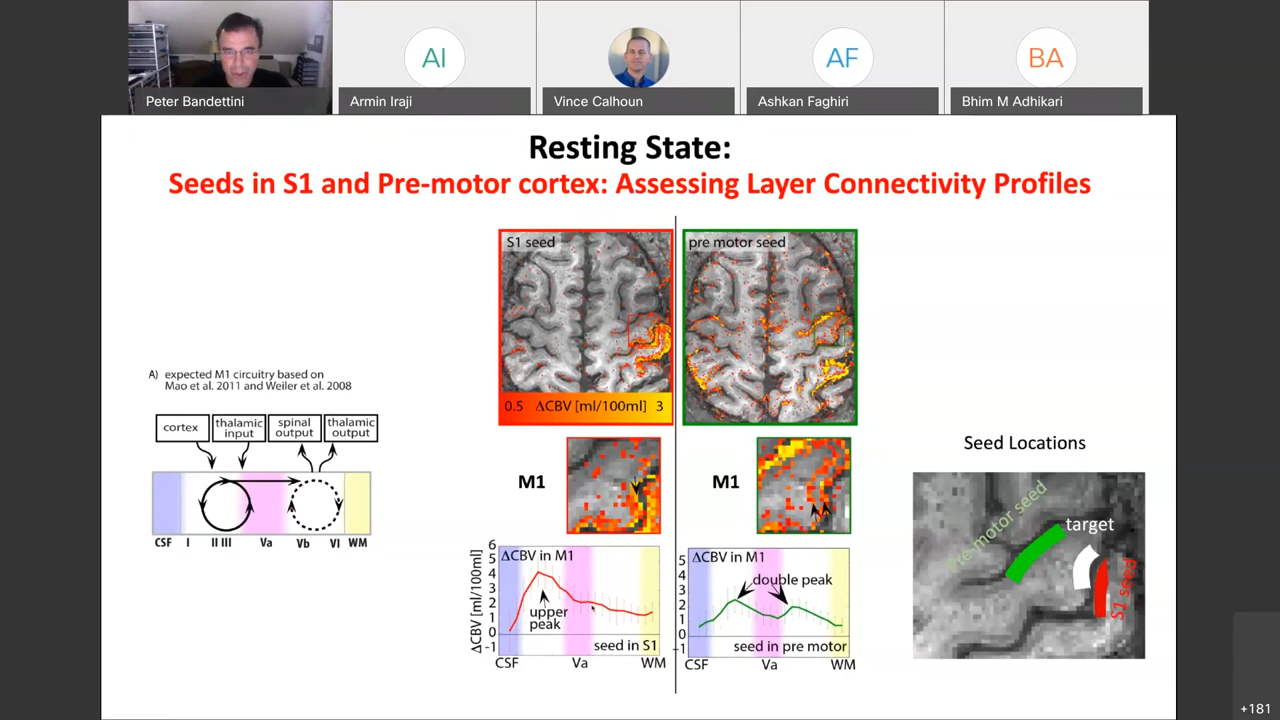 AI
AF
BA
Peter Bandettini
Armin Iraji
Vince Calhoun
Ashkan Faghiri
Bhim M Adhikari
Resting State:
Seeds in S1 and Pre-motor cortex: Assessing Layer Connectivity Profiles
A) expected M1 circuitry based on
Mao et al. 2011 and Weiler et al. 2008
cortex
thalamic
input
spinal
output
thalamic
output
CSF I II III Va Vb VI WM
S1 seed
0.5 ΔCBV [ml/100ml] 3
pre motor seed
M1
M1
ΔCBV [ml/100ml]
6
5
4
3
2
1
0
-1
ΔCBV in M1
upper
peak
seed in S1
CSF Va WM
5
4
3
2
1
0
-1
ΔCBV in M1
double peak
seed in pre motor
CSF Va WM
Seed Locations
Pre-motor seed
target
S1 seed
+181